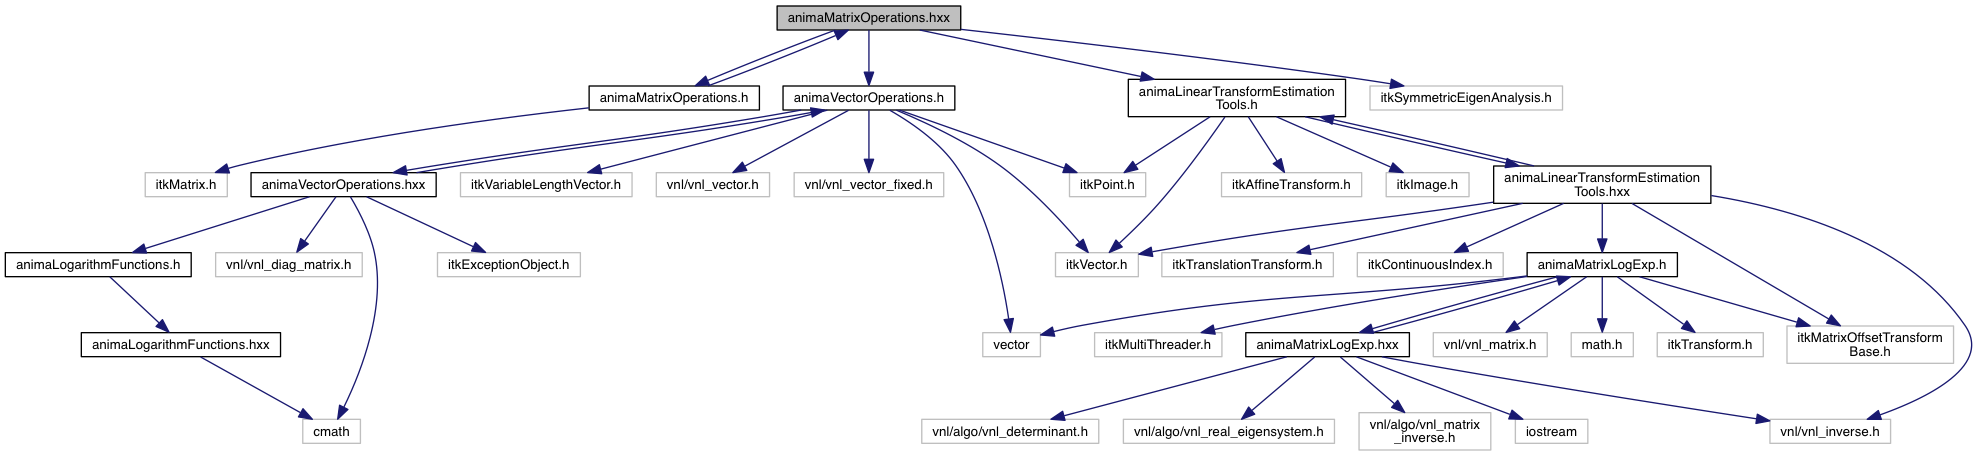 animaMatrixOperations.hxx
animaMatrixOperations.h
animaVectorOperations.h
animaLinearTransformEstimation
Tools.h
itkSymmetricEigenAnalysis.h
itkMatrix.h
animaVectorOperations.hxx
itkVariableLengthVector.h
vnl/vnl_vector.h
vnl/vnl_vector_fixed.h
itkPoint.h
itkAffineTransform.h
itkImage.h
animaLinearTransformEstimation
Tools.hxx
animaLogarithmFunctions.h
vnl/vnl_diag_matrix.h
itkExceptionObject.h
itkVector.h
itkTranslationTransform.h
itkContinuousIndex.h
animaMatrixLogExp.h
animaLogarithmFunctions.hxx
vector
itkMultiThreader.h
animaMatrixLogExp.hxx
vnl/vnl_matrix.h
math.h
itkTransform.h
itkMatrixOffsetTransform
Base.h
cmath
vnl/algo/vnl_determinant.h
vnl/algo/vnl_real_eigensystem.h
vnl/algo/vnl_matrix
_inverse.h
iostream
vnl/vnl_inverse.h